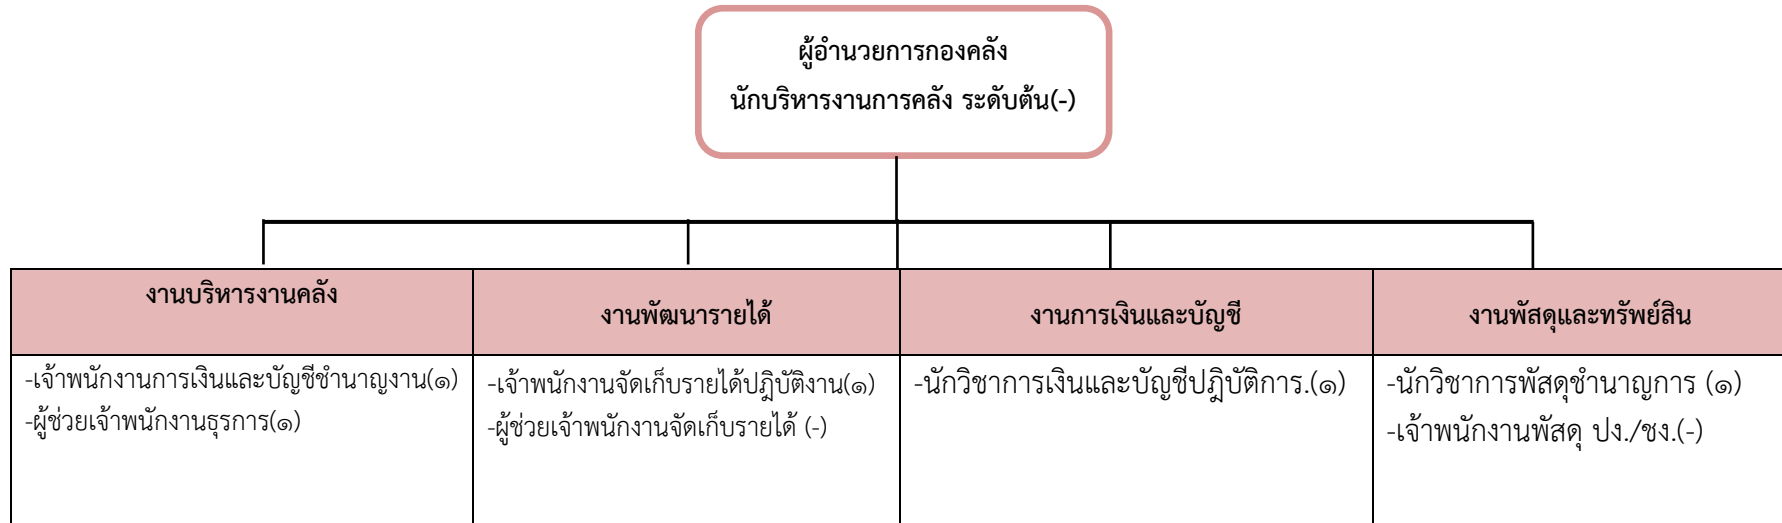 ผู้อำนวยการกองคลัง
นักบริหารงานการคลัง ระดับต้น(-)
งานบริหารงานคลัง
-เจ้าพนักงานการเงินและบัญชีชำนาญงาน(๑)
-ผู้ช่วยเจ้าพนักงานธุรการ(๑)
งานพัฒนารายได้
-เจ้าพนักงานจัดเก็บรายได้ปฏิบัติงาน(๑)
-ผู้ช่วยเจ้าพนักงานจัดเก็บรายได้ (-)
งานการเงินและบัญชี
-นักวิชาการเงินและบัญชีปฏิบัติการ.(๑)
งานพัสดุและทรัพย์สิน
-นักวิชาการพัสดุชำนาญการ (๑)
-เจ้าพนักงานพัสดุ ปง./ชง.(-)